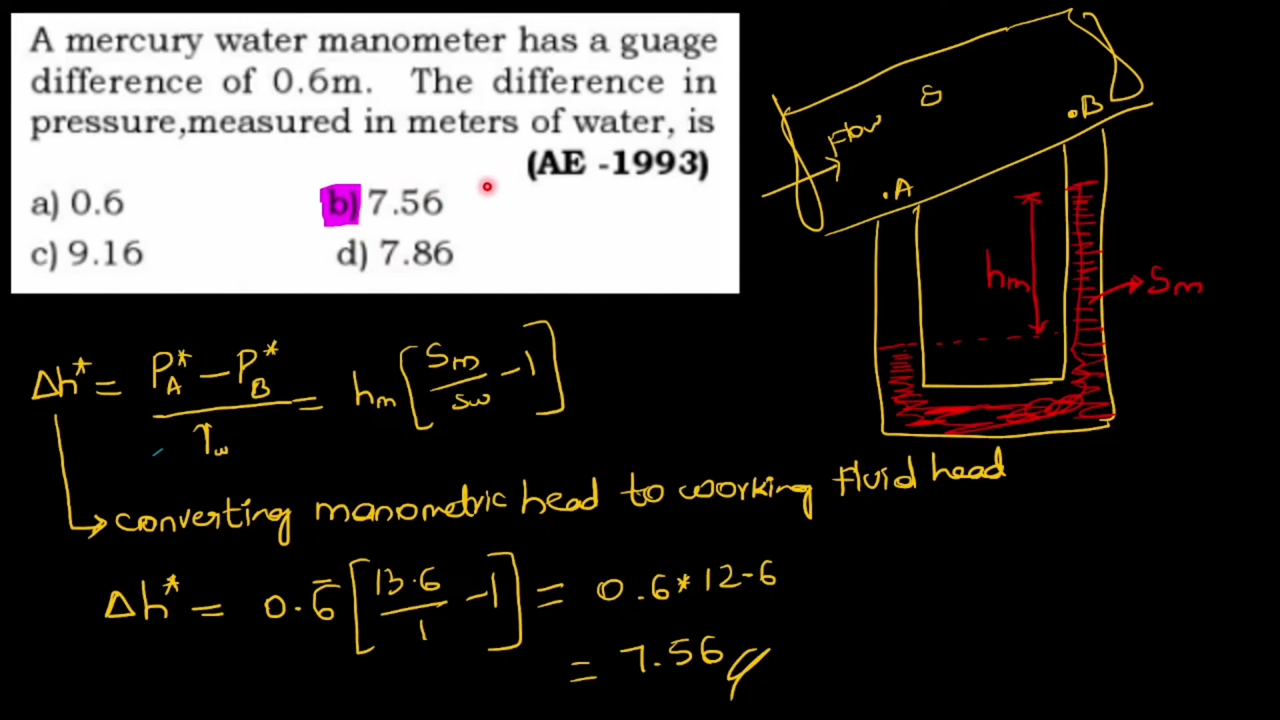 A mercury water manometer has a guage
difference of 0.6m. The difference in
pressure,measured in meters of water, is
(AE -1993)
a) 0.6
b) 7.56
c) 9.16
d) 7.86
Flow
S
.A
.B
hm
Sm
Δh* = (P*A - P*B) / γw = hm [Sm/Sw - 1]
converting manometric head to working fluid head
Δh* = 0.6 [13.6/1 - 1] = 0.6*12-6
= 7.56